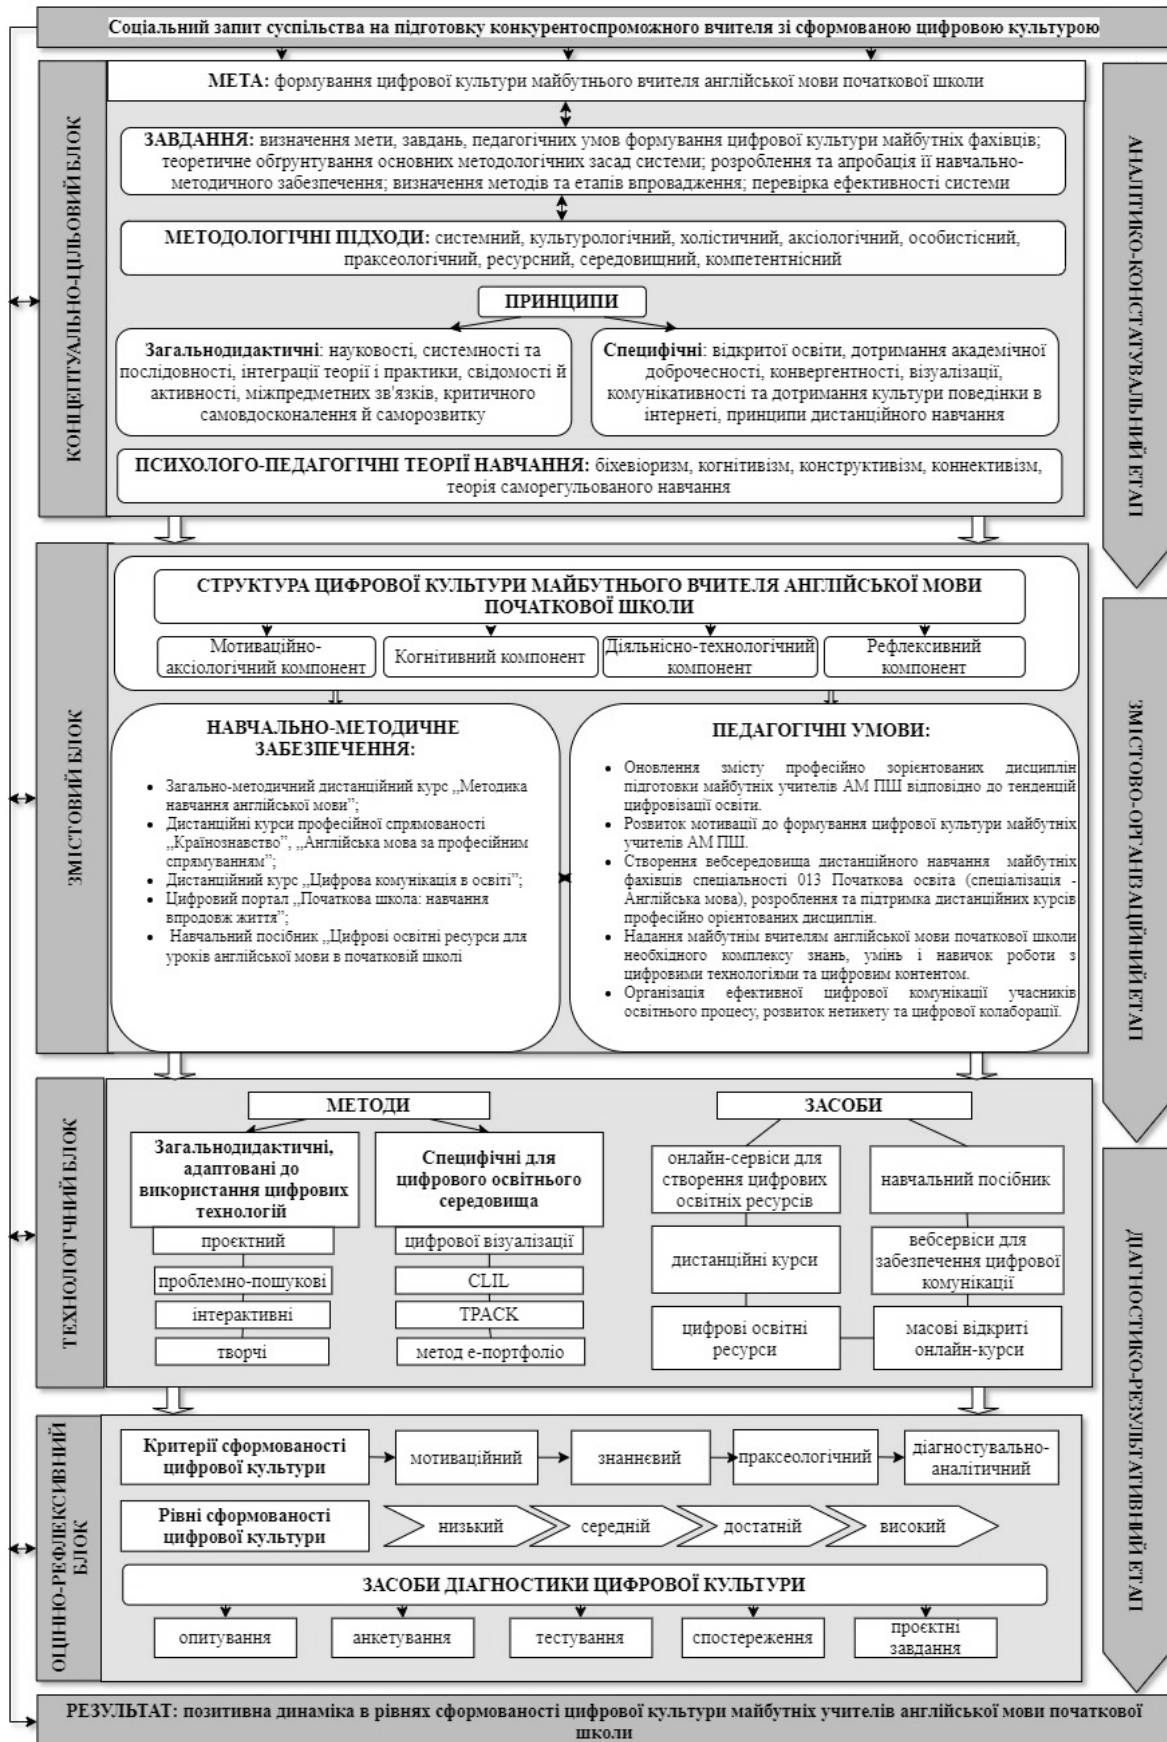 Соціальний запит суспільства на підготовку конкурентоспроможного вчителя зі сформованою цифровою культурою
КОНЦЕПТУАЛЬНО-ЦІЛЬОВИЙ БЛОК
МЕТА: формування цифрової культури майбутнього вчителя англійської мови початкової школи
ЗАВДАННЯ: визначення мети, завдань, педагогічних умов формування цифрової культури майбутніх фахівців;
теоретичне обґрунтування основних методологічних засад системи; розроблення та апробація її навчально-
методичного забезпечення; визначення методів та етапів впровадження; перевірка ефективності системи
МЕТОДОЛОГІЧНІ ПІДХОДИ: системний, культурологічний, холістичний, аксіологічний, особистісний,
праксеологічний, ресурсний, середовищний, компетентнісний
ПРИНЦИПИ
Загальнодидактичні: науковості, системності та
послідовності, інтеграції теорії і практики, свідомості й
активності, міжпредметних зв'язків, критичного
самовдосконалення й саморозвитку
Специфічні: відкритої освіти, дотримання академічної
доброчесності, конвергентності, візуалізації,
комунікативності та дотримання культури поведінки в
інтернеті, принципи дистанційного навчання
ПСИХОЛОГО-ПЕДАГОГІЧНІ ТЕОРІЇ НАВЧАННЯ: біхевіоризм, когнітивізм, конструктивізм, коннективізм,
теорія саморегульованого навчання
АНАЛІТИКО-КОНСТАТУВАЛЬНИЙ ЕТАП
ЗМІСТОВИЙ БЛОК
СТРУКТУРА ЦИФРОВОЇ КУЛЬТУРИ МАЙБУТНЬОГО ВЧИТЕЛЯ АНГЛІЙСЬКОЇ МОВИ
ПОЧАТКОВОЇ ШКОЛИ
Мотиваційно-
аксіологічний компонент
Когнітивний компонент
Діяльнісно-технологічний
компонент
Рефлексивний
компонент
НАВЧАЛЬНО-МЕТОДИЧНЕ
ЗАБЕЗПЕЧЕННЯ:
• Загально-методичний дистанційний курс „Методика
навчання англійської мови”;
• Дистанційні курси професійної спрямованості
„Країнознавство”, „Англійська мова за професійним
спрямуванням”;
• Дистанційний курс „Цифрова комунікація в освіті”;
• Цифровий портал „Початкова школа: навчання
впродовж життя”;
• Навчальний посібник „Цифрові освітні ресурси для
уроків англійської мови в початковій школі
ПЕДАГОГІЧНІ УМОВИ:
• Оновлення змісту професійно зорієнтованих дисциплін
підготовки майбутніх учителів АМ ПШ відповідно до тенденцій
цифровізації освіти.
• Розвиток мотивації до формування цифрової культури майбутніх
учителів АМ ПШ.
• Створення вебсередовища дистанційного навчання майбутніх
фахівців спеціальності 013 Початкова освіта (спеціалізація -
Англійська мова), розроблення та підтримка дистанційних курсів
професійно орієнтованих дисциплін.
• Надання майбутнім вчителям англійської мови початкової школи
необхідного комплексу знань, умінь і навичок роботи з
цифровими технологіями та цифровим контентом.
• Організація ефективної цифрової комунікації учасників
освітнього процесу, розвиток нетикету та цифрової колаборації.
ЗМІСТОВО-ОРГАНІЗАЦІЙНИЙ ЕТАП
ТЕХНОЛОГІЧНИЙ БЛОК
МЕТОДИ
Загальнодидактичні,
адаптовані до
використання цифрових
технологій
проєктний
проблемно-пошукові
інтерактивні
творчі
Специфічні для
цифрового освітнього
середовища
цифрової візуалізації
CLIL
TPACK
метод е-портфоліо
ЗАСОБИ
онлайн-сервіси для
створення цифрових
освітніх ресурсів
навчальний посібник
дистанційні курси
вебсервіси для
забезпечення цифрової
комунікації
цифрові освітні
ресурси
масові відкриті
онлайн-курси
ДІАГНОСТИКО-РЕЗУЛЬТАТИВНИЙ ЕТАП
ОЦІНО-РЕФЛЕКСИВНИЙ
БЛОК
Критерії сформованості
цифрової культури
мотиваційний
знаннєвий
праксеологічний
діагностувально-
аналітичний
Рівні сформованості
цифрової культури
низький
середній
достатній
високий
ЗАСОБИ ДІАГНОСТИКИ ЦИФРОВОЇ КУЛЬТУРИ
опитування
анкетування
тестування
спостереження
проєктні
завдання
РЕЗУЛЬТАТ: позитивна динаміка в рівнях сформованості цифрової культури майбутніх учителів англійської мови початкової
школи